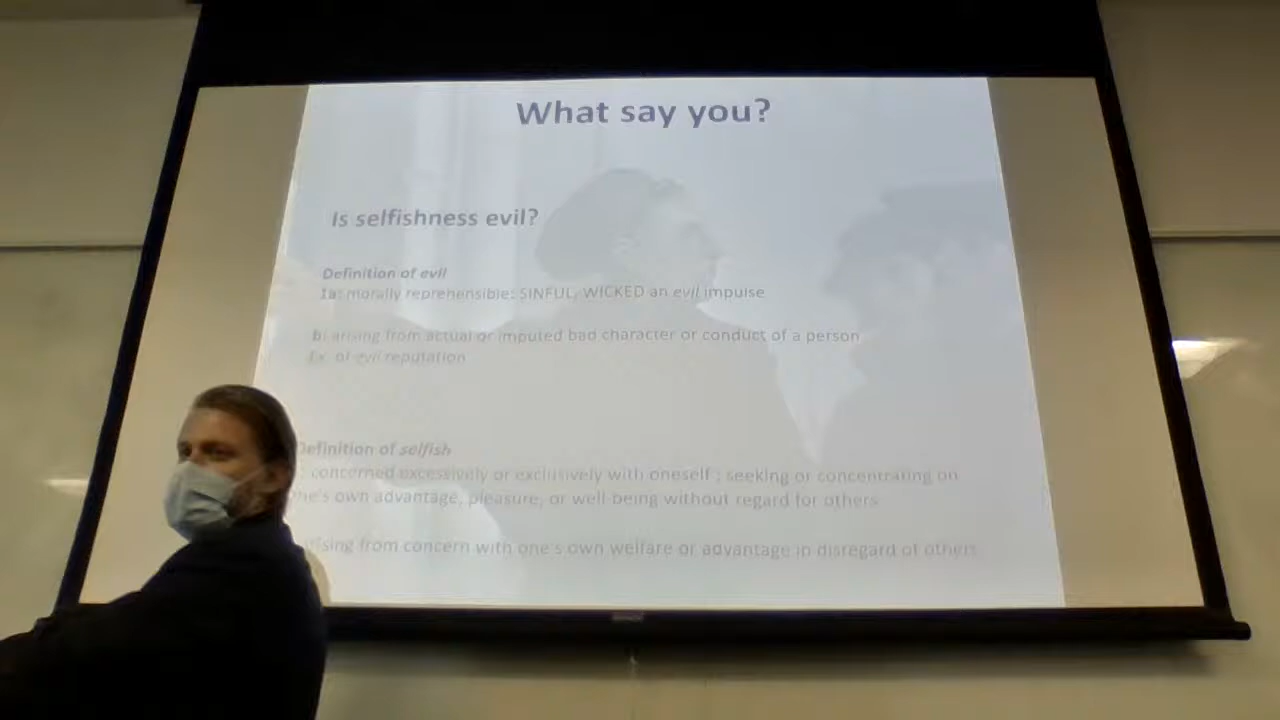 What say you?
Is selfishness evil?
Definition of evil
1a: morally reprehensible: SINFUL, WICKED an evil impulse
b: arising from actual or imputed bad character or conduct of a person
Ex of evil reputation
Definition of selfish
: concerned excessively or exclusively with oneself : seeking or concentrating on
one's own advantage, pleasure, or well-being without regard for others
arising from concern with one's own welfare or advantage in disregard of others